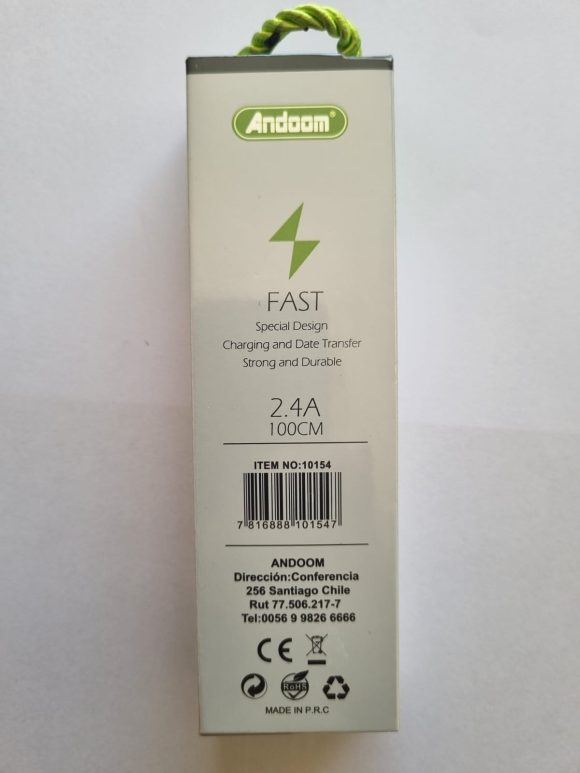 Andoom®
FAST
Special Design
Charging and Date Transfer
Strong and Durable
2.4A
100CM
ITEM NO:10154
7 816888 101547
ANDOOM
Dirección:Conferencia
256 Santiago Chile
Rut 77.506.217-7
Tel:0056 9 9826 6666
CE
RoHS
MADE IN P.R.C